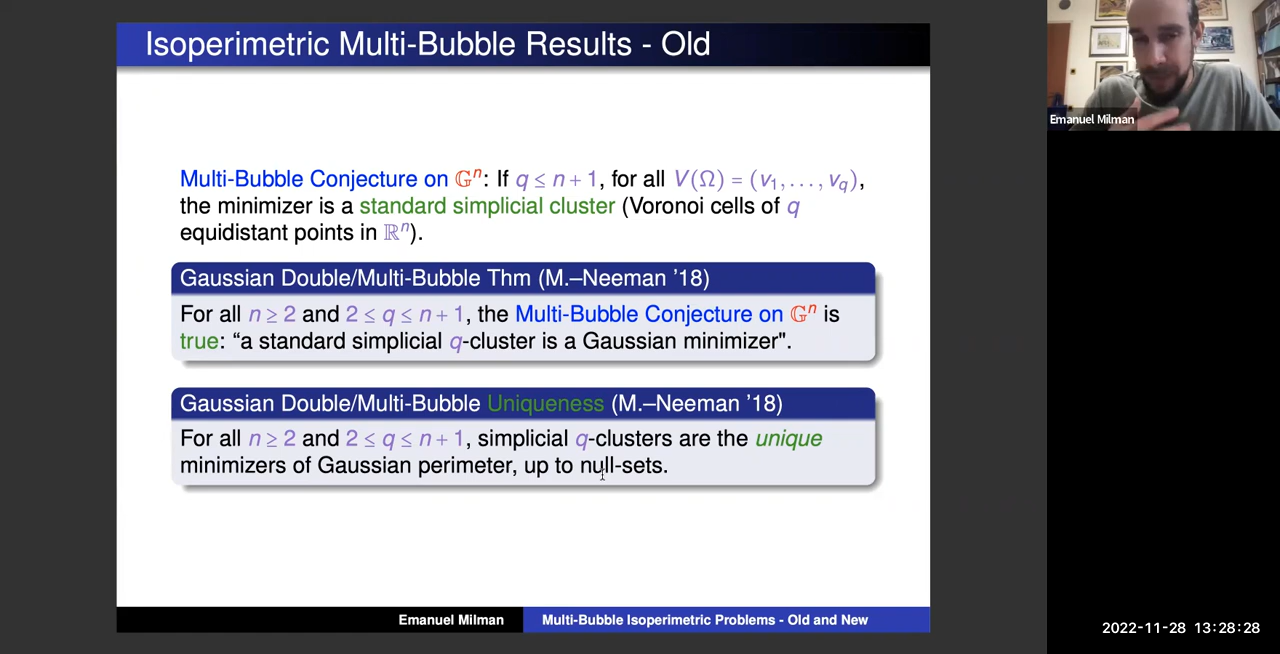 Isoperimetric Multi-Bubble Results - Old
Multi-Bubble Conjecture on 𝔾ⁿ: If q ≤ n + 1, for all V(Ω) = (v₁, . . . , v_q),
the minimizer is a standard simplicial cluster (Voronoi cells of q
equidistant points in ℝⁿ).
Gaussian Double/Multi-Bubble Thm (M.–Neeman '18)
For all n ≥ 2 and 2 ≤ q ≤ n + 1, the Multi-Bubble Conjecture on 𝔾ⁿ is
true: “a standard simplicial q-cluster is a Gaussian minimizer".
Gaussian Double/Multi-Bubble Uniqueness (M.–Neeman '18)
For all n ≥ 2 and 2 ≤ q ≤ n + 1, simplicial q-clusters are the unique
minimizers of Gaussian perimeter, up to null-sets.
Emanuel Milman
Multi-Bubble Isoperimetric Problems - Old and New
Emanuel Milman
2022-11-28 13:28:28